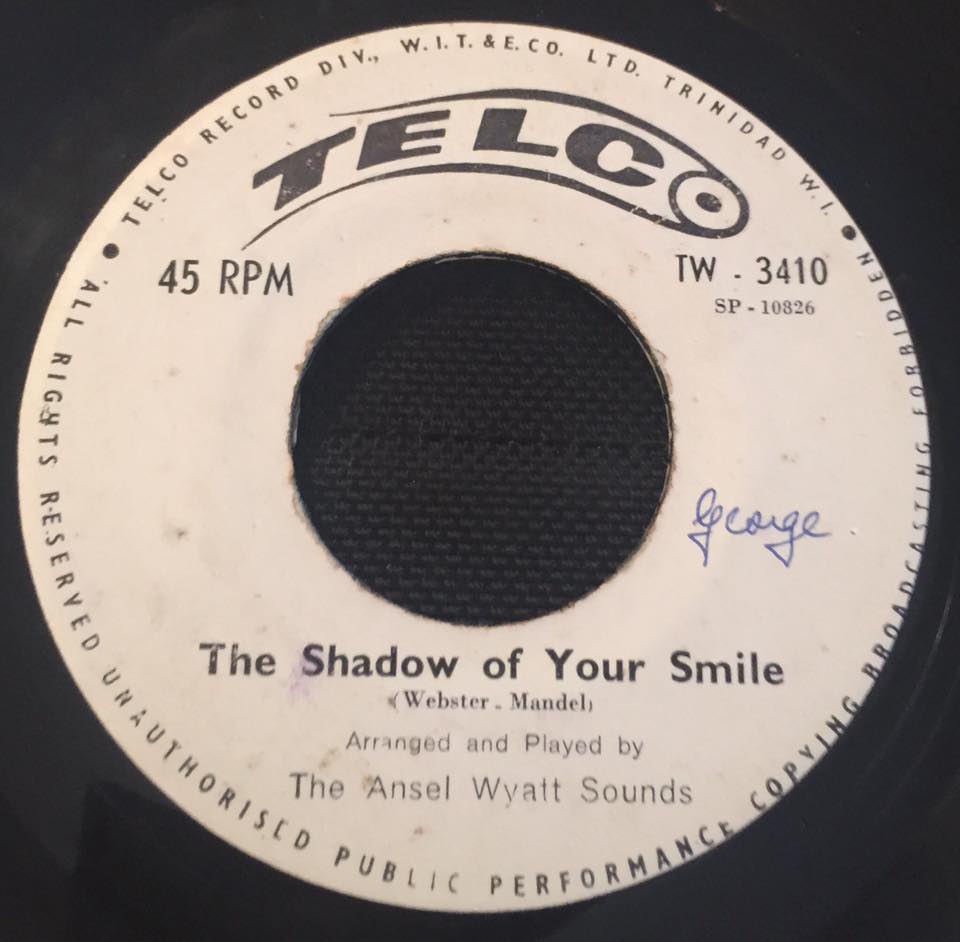 TELCO RECORD DIV., W.I.T. & E. CO. LTD. TRINIDAD W.I.
TELCO
45 RPM
TW - 3410
SP - 10826
George
The Shadow of Your Smile
(Webster - Mandel)
Arranged and Played by
The Ansel Wyatt Sounds
ALL RIGHTS RESERVED UNAUTHORISED PUBLIC PERFORMANCE COPYING BROADCASTING FORBIDDEN